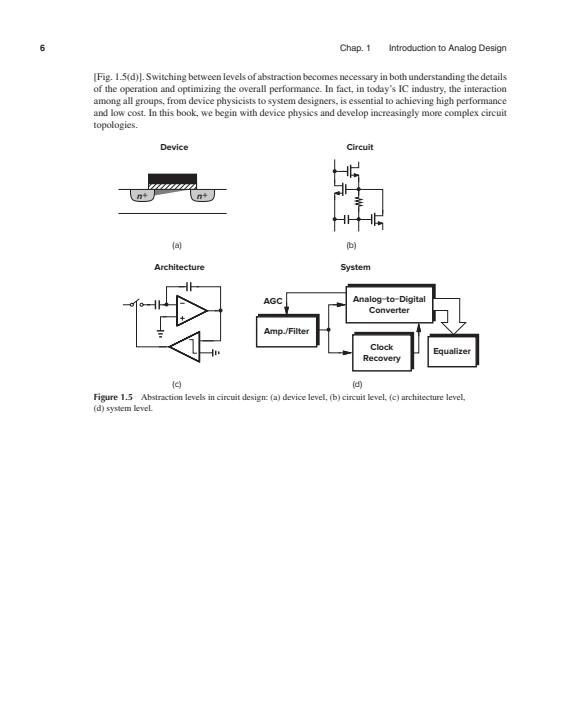 6
Chap. 1 Introduction to Analog Design
[Fig. 1.5(d)]. Switching between levels of abstraction becomes necessary in both understanding the details
of the operation and optimizing the overall performance. In fact, in today’s IC industry, the interaction
among all groups, from device physicists to system designers, is essential to achieving high performance
and low cost. In this book, we begin with device physics and develop increasingly more complex circuit
topologies.
Device
Circuit
n+
n+
(a)
(b)
Architecture
System
−
+
(c)
AGC
Amp./Filter
Analog−to−Digital
Converter
Clock
Recovery
Equalizer
(d)
Figure 1.5 Abstraction levels in circuit design: (a) device level, (b) circuit level, (c) architecture level,
(d) system level.